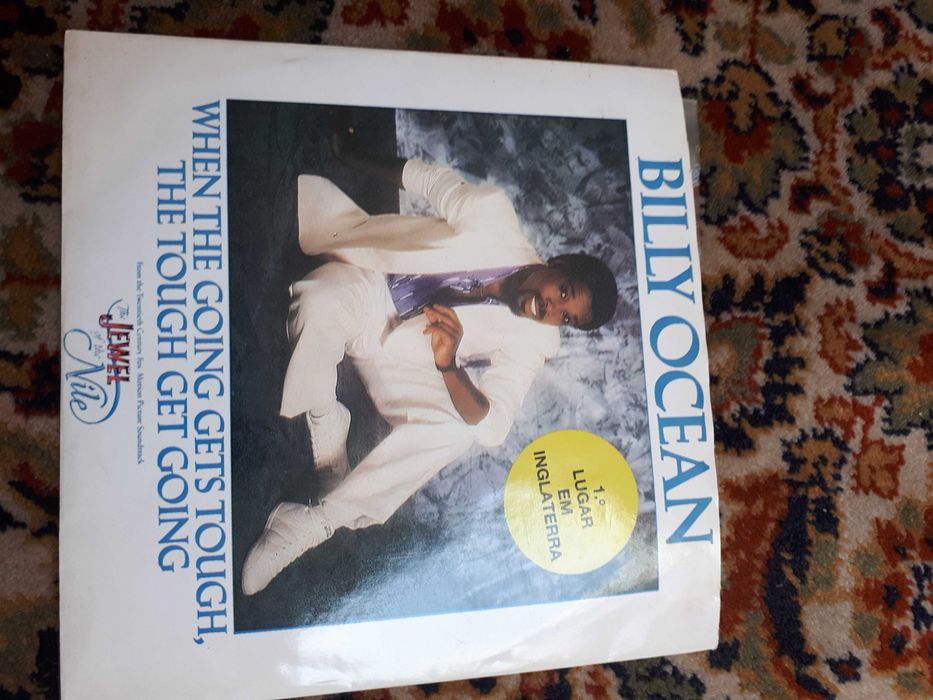 BILLY OCEAN
1.º
LUGAR
EM
INGLATERRA
WHEN THE GOING GETS TOUGH,
THE TOUGH GET GOING
From the Twentieth Century Fox Motion Picture Soundtrack
The
JEWEL
of the
Nile